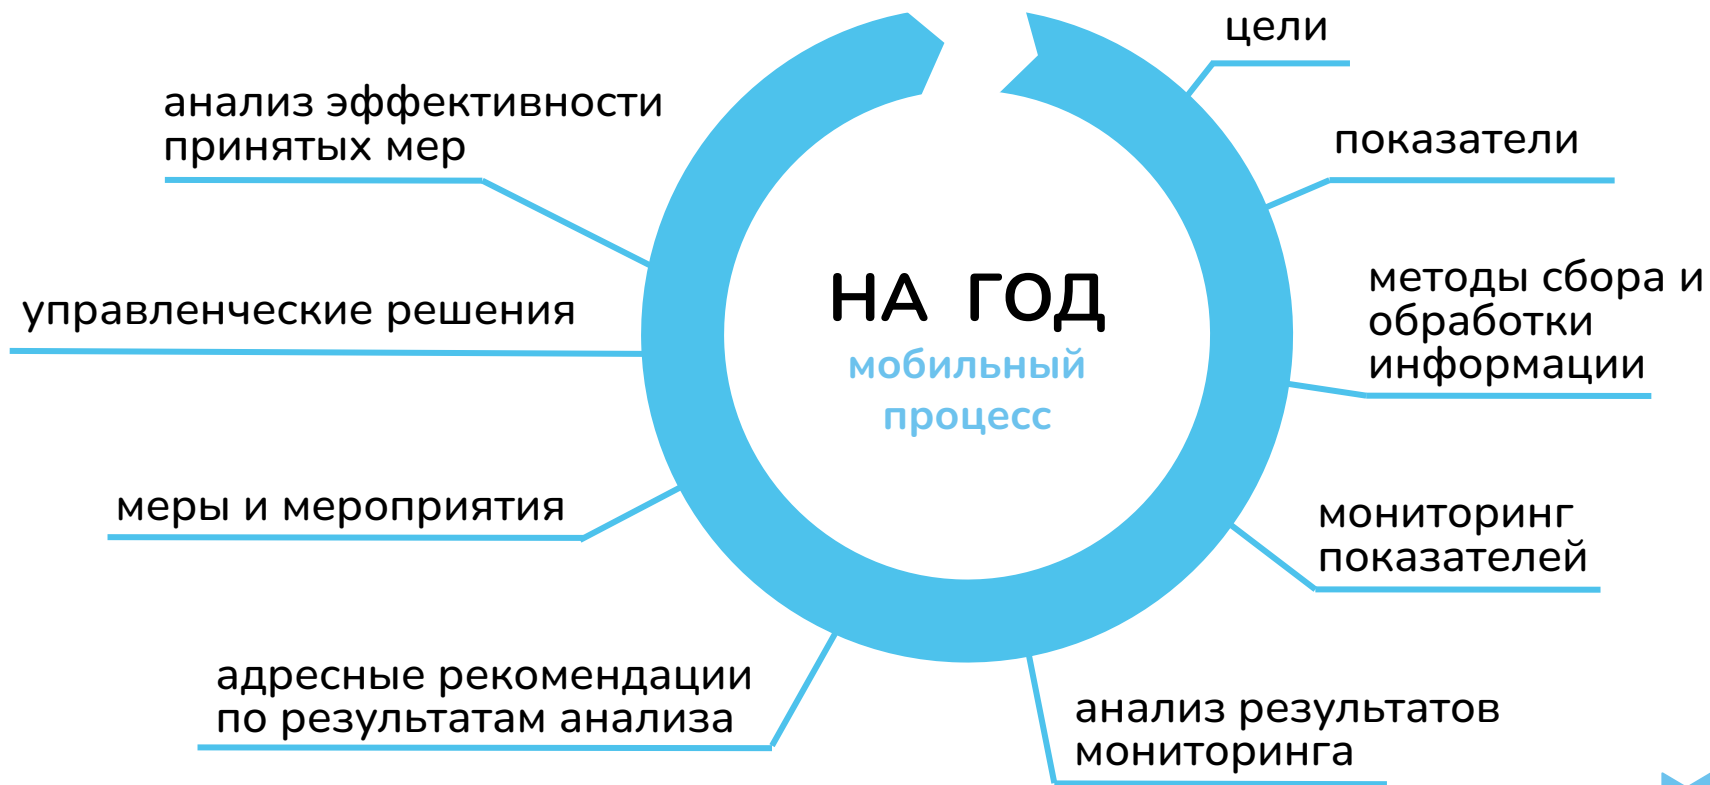 цели
показатели
методы сбора и
обработки
информации
мониторинг
показателей
анализ результатов
мониторинга
адресные рекомендации
по результатам анализа
меры и мероприятия
управленческие решения
анализ эффективности
принятых мер
НА ГОД
мобильный
процесс